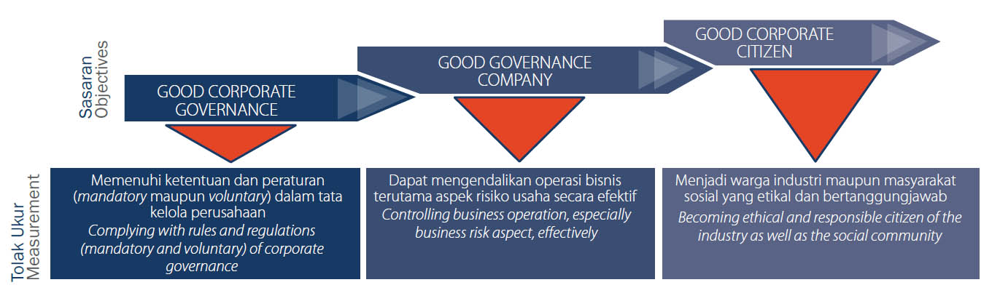 Sasaran
Objectives
GOOD CORPORATE
GOVERNANCE
GOOD GOVERNANCE
COMPANY
GOOD CORPORATE
CITIZEN
Tolak Ukur
Measurement
Memenuhi ketentuan dan peraturan
(mandatory maupun voluntary) dalam tata
kelola perusahaan
Complying with rules and regulations
(mandatory and voluntary) of corporate
governance
Dapat mengendalikan operasi bisnis
terutama aspek risiko usaha secara efektif
Controlling business operation, especially
business risk aspect, effectively
Menjadi warga industri maupun masyarakat
sosial yang etikal dan bertanggungjawab
Becoming ethical and responsible citizen of the
industry as well as the social community